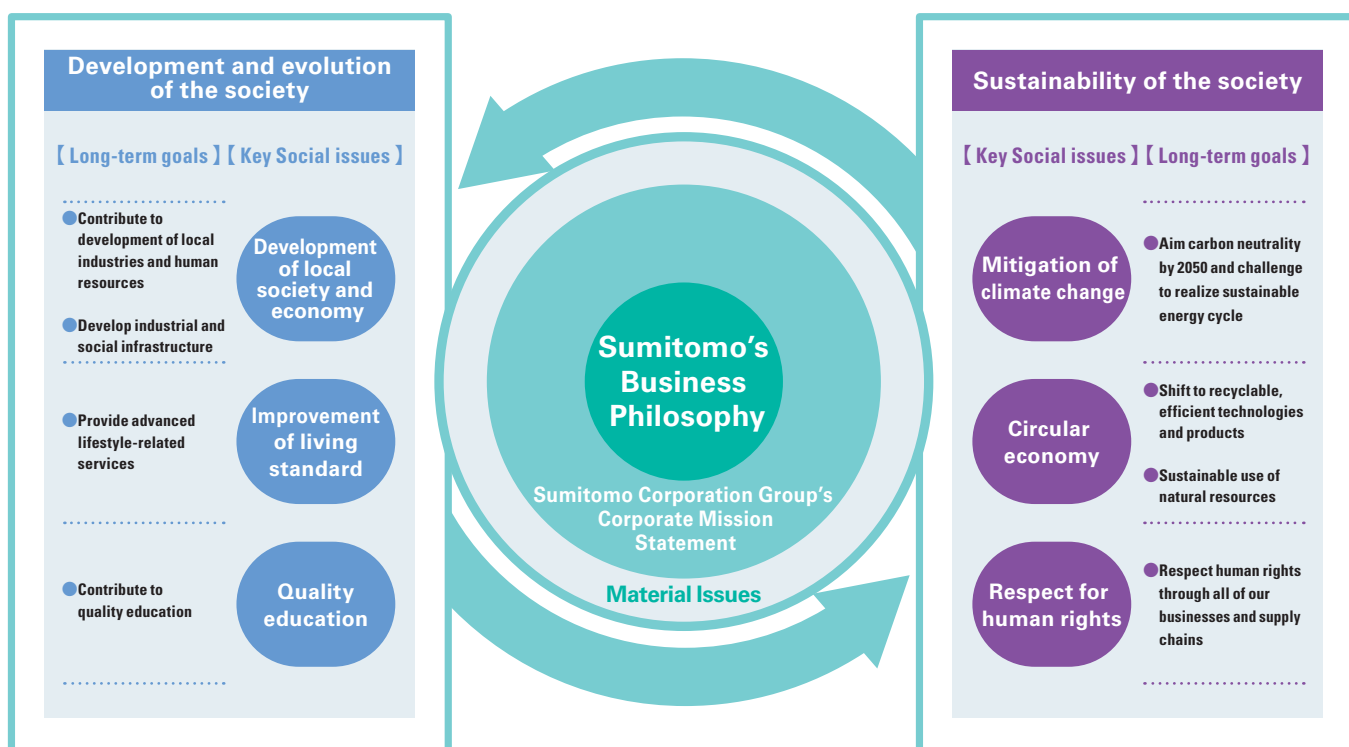 Development and evolution
of the society
【 Long-term goals 】【 Key Social issues 】
●Contribute to
development of local
industries and human
resources
●Develop industrial and
social infrastructure
Development
of local
society and
economy
●Provide advanced
lifestyle-related
services
Improvement
of living
standard
●Contribute to
quality education
Quality
education
Sumitomo’s
Business
Philosophy
Sumitomo Corporation Group’s
Corporate Mission
Statement
Material Issues
Sustainability of the society
【 Key Social issues 】【 Long-term goals 】
Mitigation of
climate change
●Aim carbon neutrality
by 2050 and challenge
to realize sustainable
energy cycle
Circular
economy
●Shift to recyclable,
efficient technologies
and products
●Sustainable use of
natural resources
Respect for
human rights
●Respect human rights
through all of our
businesses and supply
chains